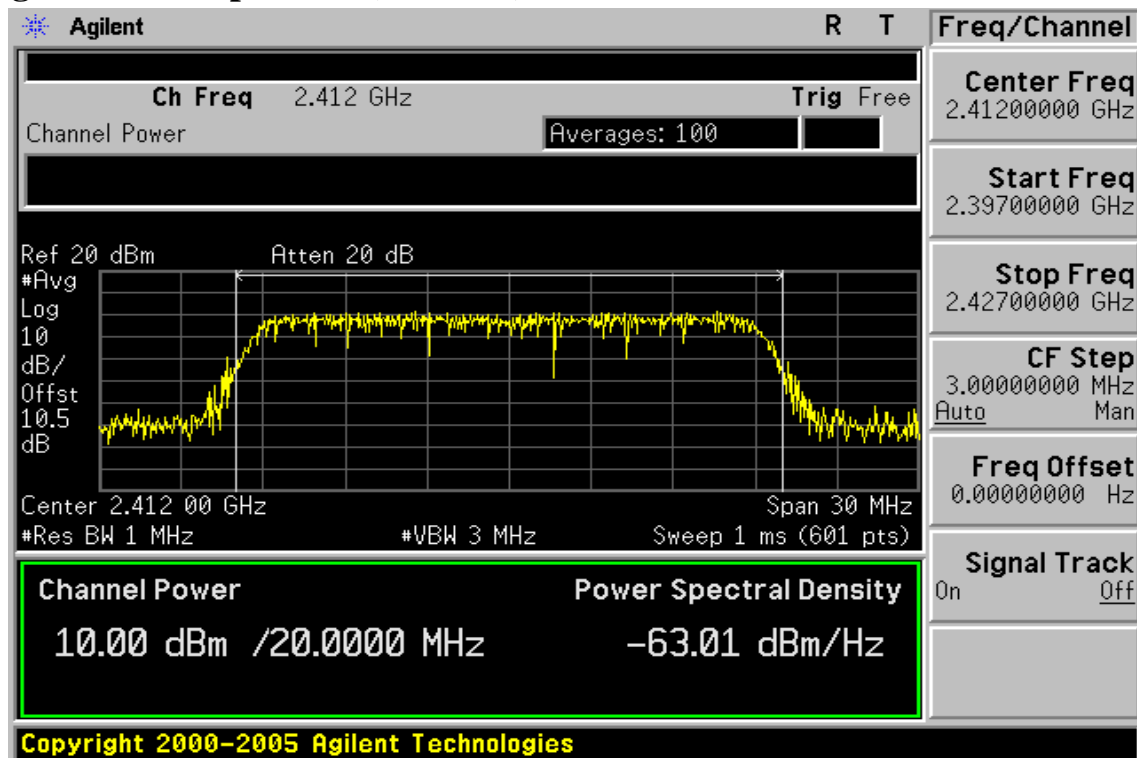 Agilent R T Freq/Channel
Ch Freq 2.412 GHz Trig Free
Channel Power Averages: 100
Center Freq
2.41200000 GHz
Start Freq
2.39700000 GHz
Stop Freq
2.42700000 GHz
CF Step
3.00000000 MHz
Auto Man
Freq Offset
0.00000000 Hz
Signal Track
On Off
Ref 20 dBm Atten 20 dB
#Avg
Log
10
dB/
Offst
10.5
dB
Center 2.412 00 GHz Span 30 MHz
#Res BW 1 MHz #VBW 3 MHz Sweep 1 ms (601 pts)
Channel Power Power Spectral Density
10.00 dBm /20.0000 MHz -63.01 dBm/Hz
Copyright 2000-2005 Agilent Technologies